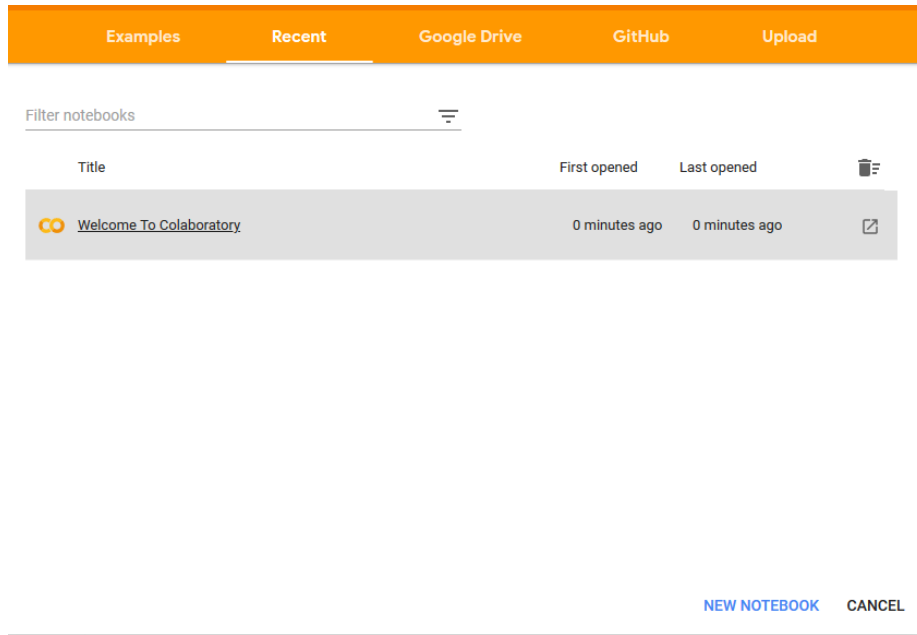 Examples Recent Google Drive GitHub Upload
Filter notebooks
Title First opened Last opened
Welcome To Colaboratory 0 minutes ago 0 minutes ago
NEW NOTEBOOK CANCEL